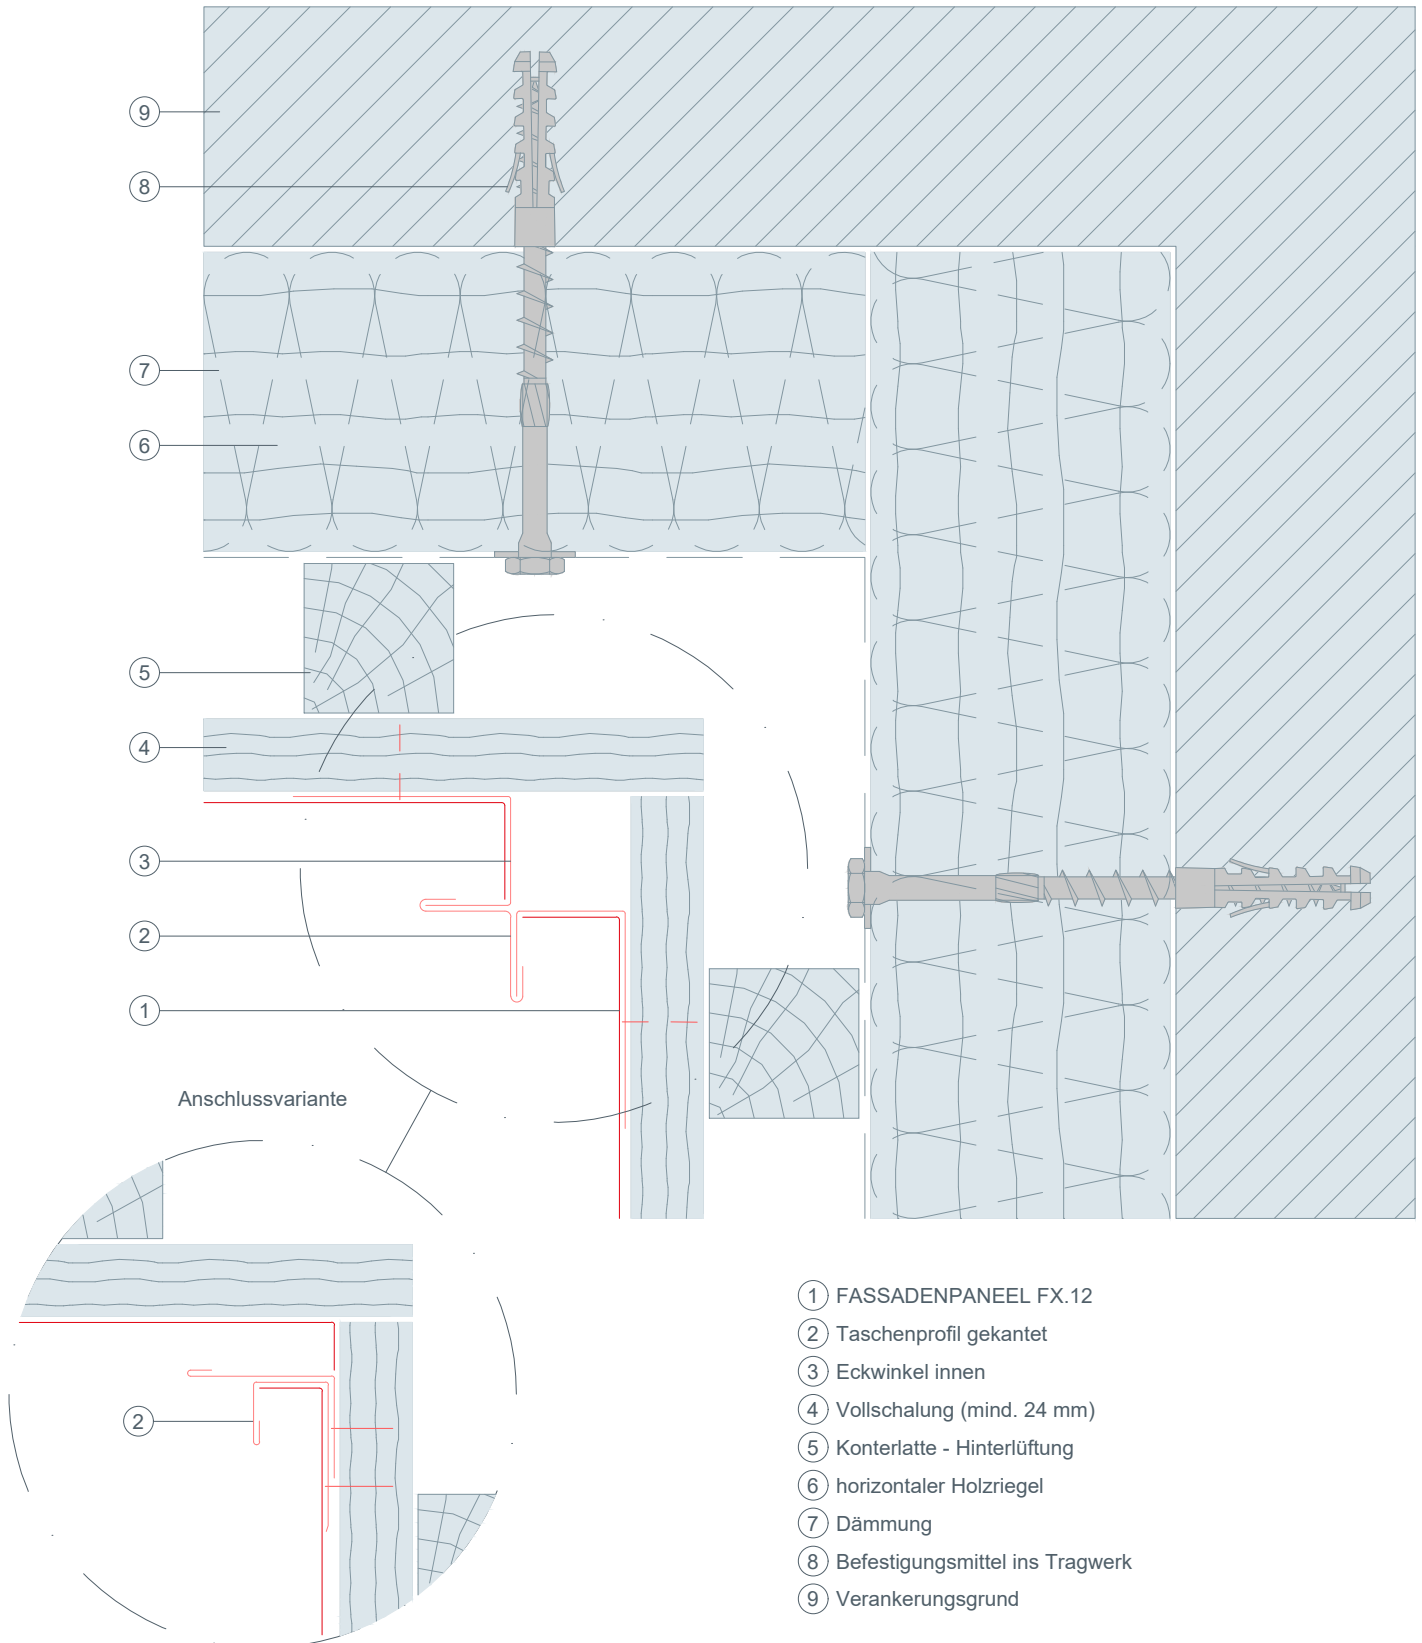 9
8
7
6
5
4
3
2
1
Anschlussvariante
2
1 FASSADENPANEEL FX.12
2 Taschenprofil gekantet
3 Eckwinkel innen
4 Vollschalung (mind. 24 mm)
5 Konterlatte - Hinterlüftung
6 horizontaler Holzriegel
7 Dämmung
8 Befestigungsmittel ins Tragwerk
9 Verankerungsgrund